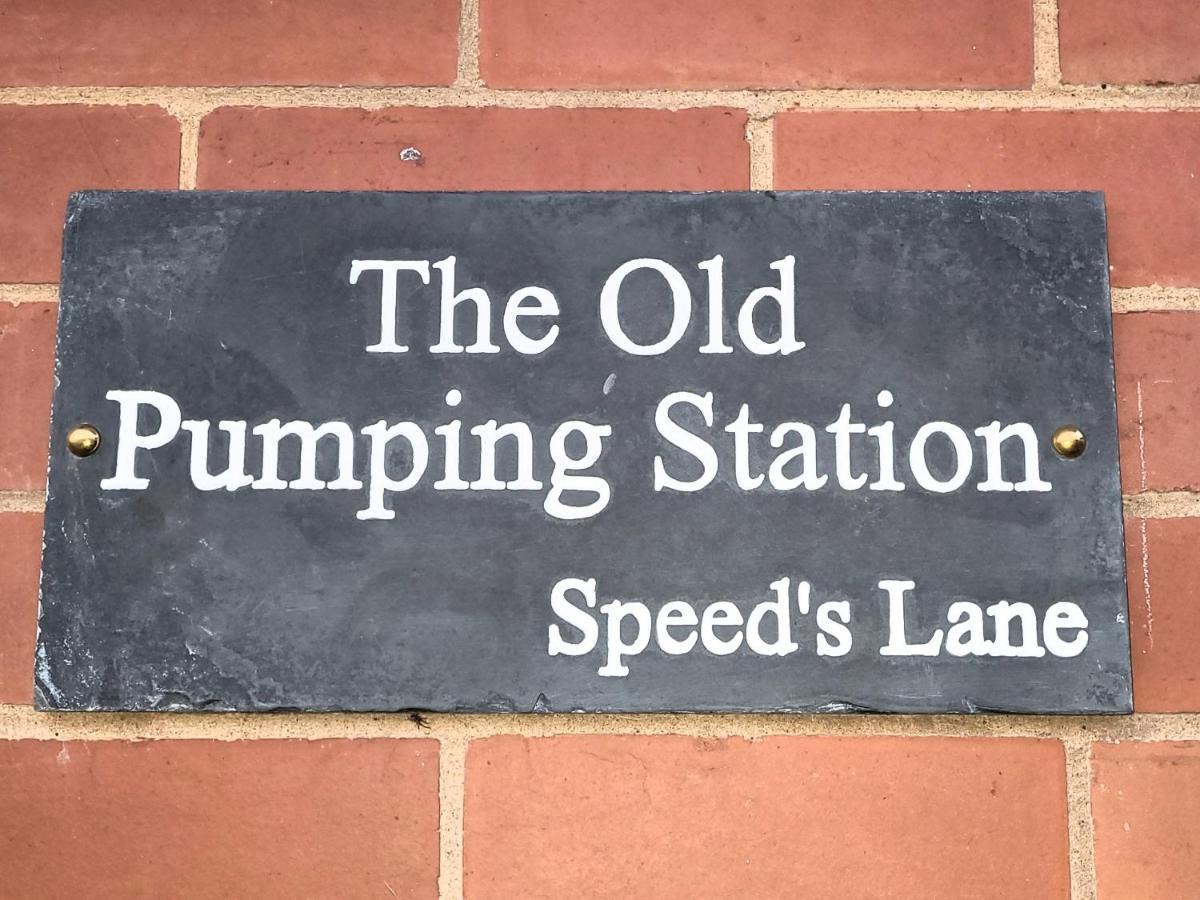 The Old
Pumping Station
Speed's Lane